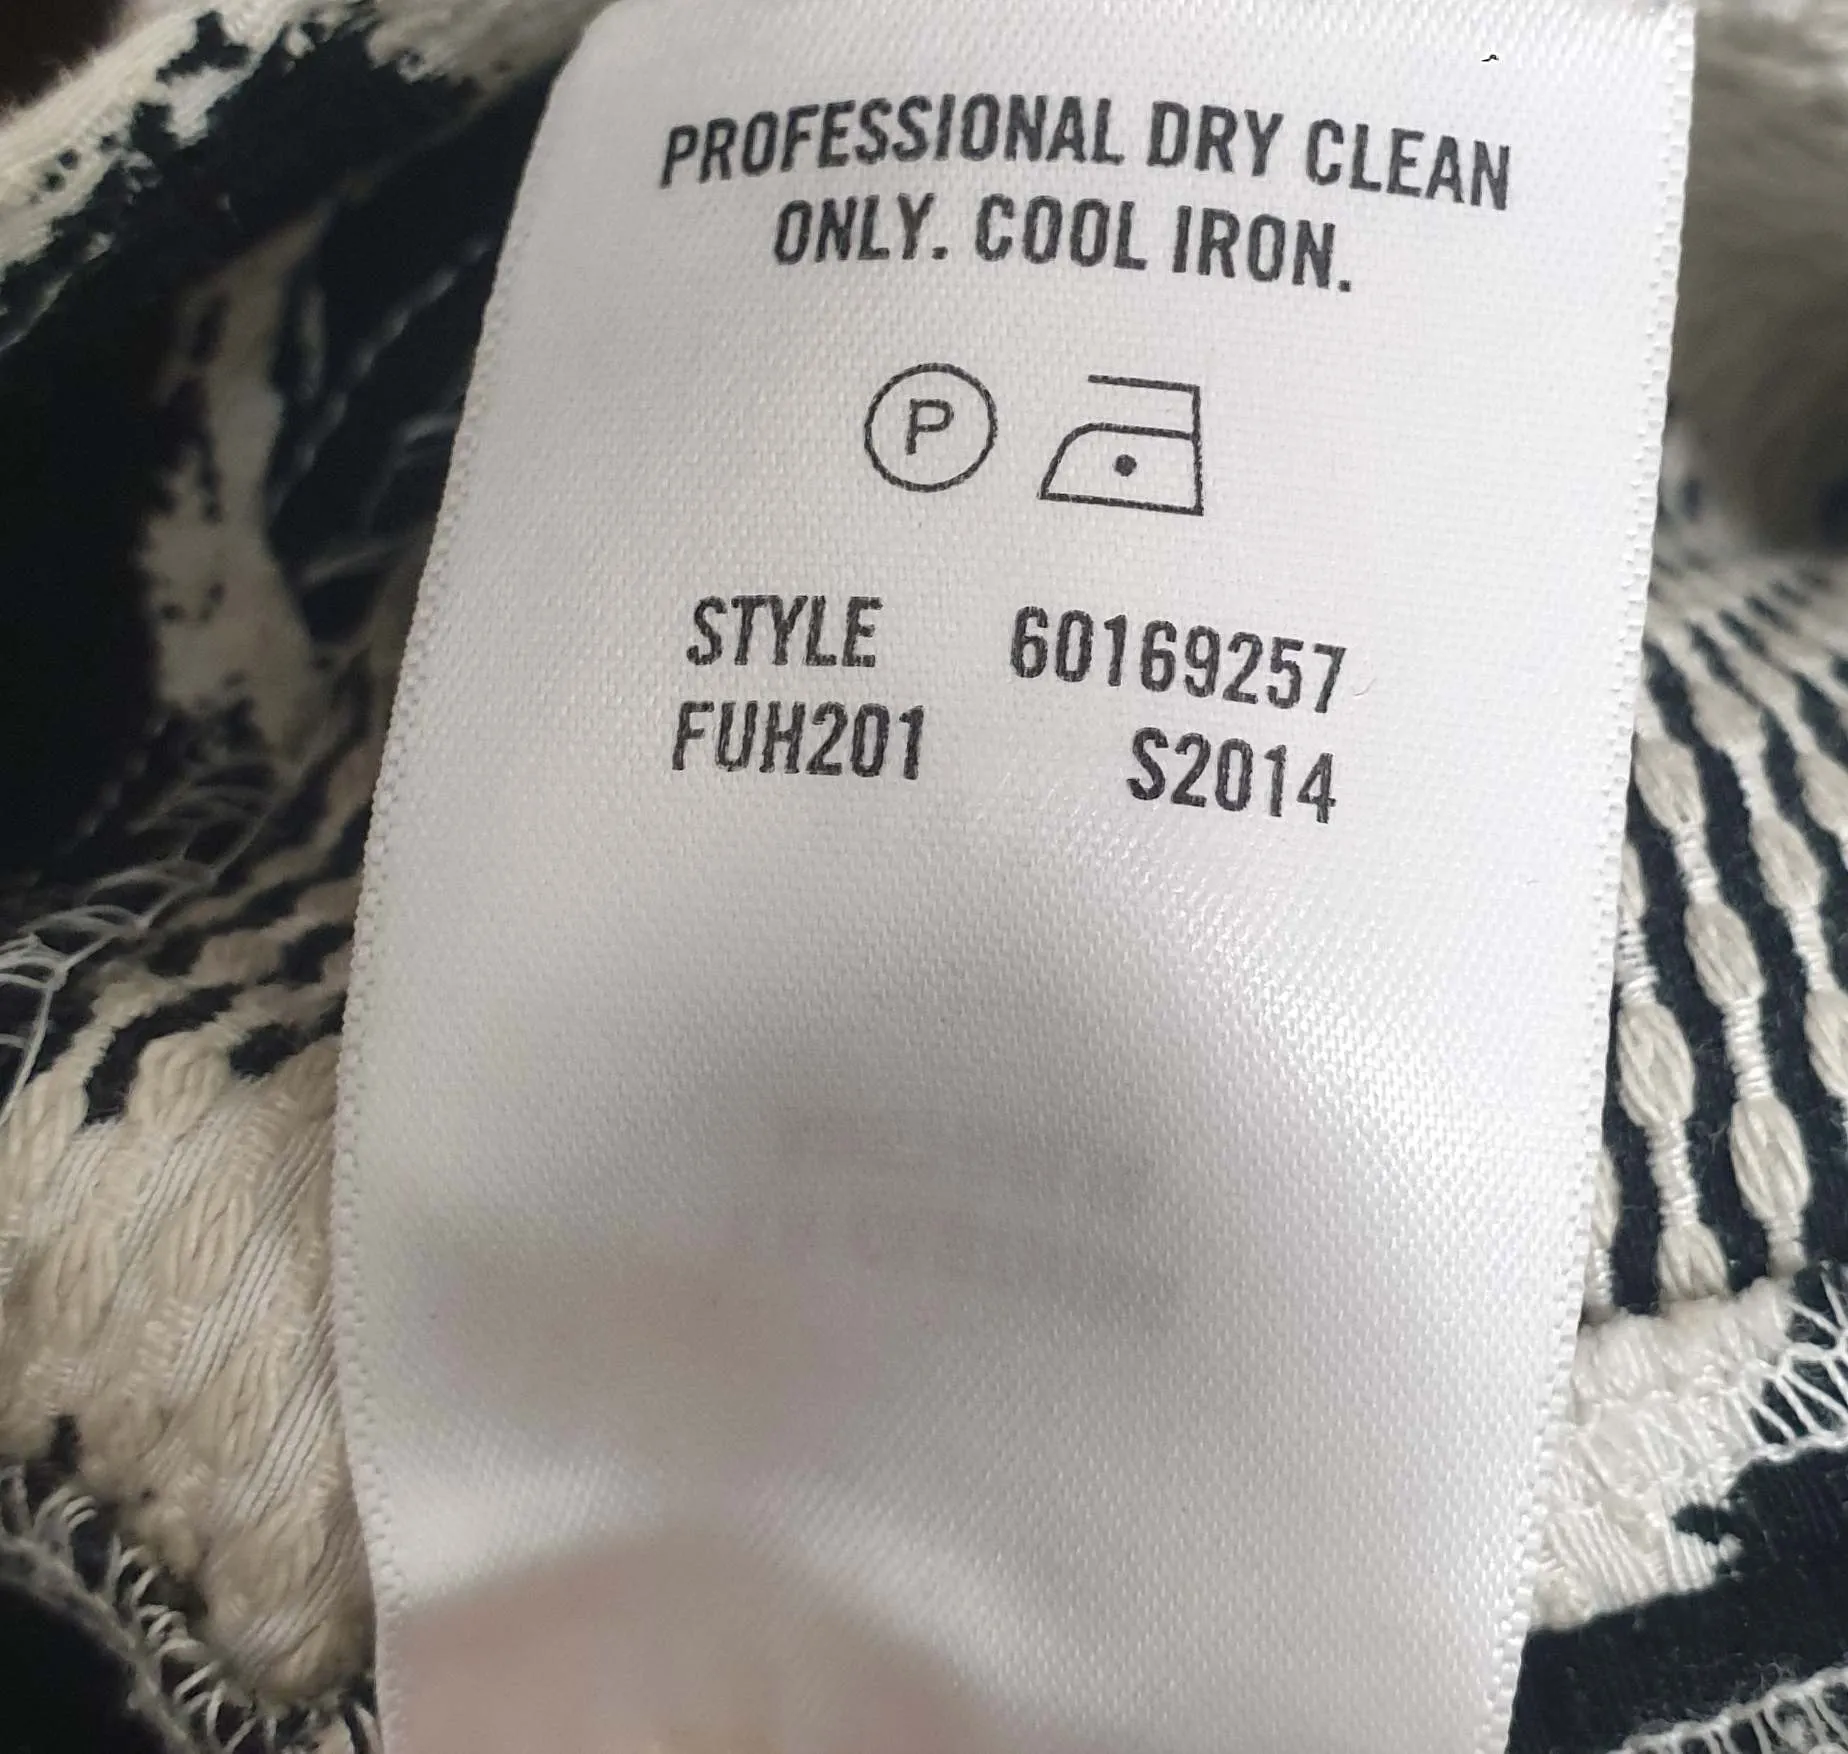 PROFESSIONAL DRY CLEAN
ONLY. COOL IRON.
P
STYLE 60169257
FUH201 S2014